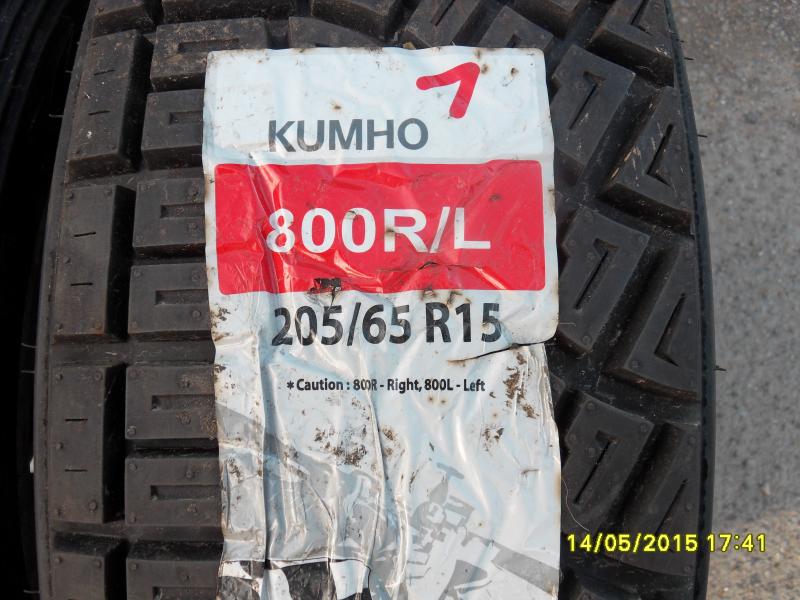 KUMHO
800R/L
205/65 R15
* Caution : 800R - Right, 800L - Left
14/05/2015 17:41